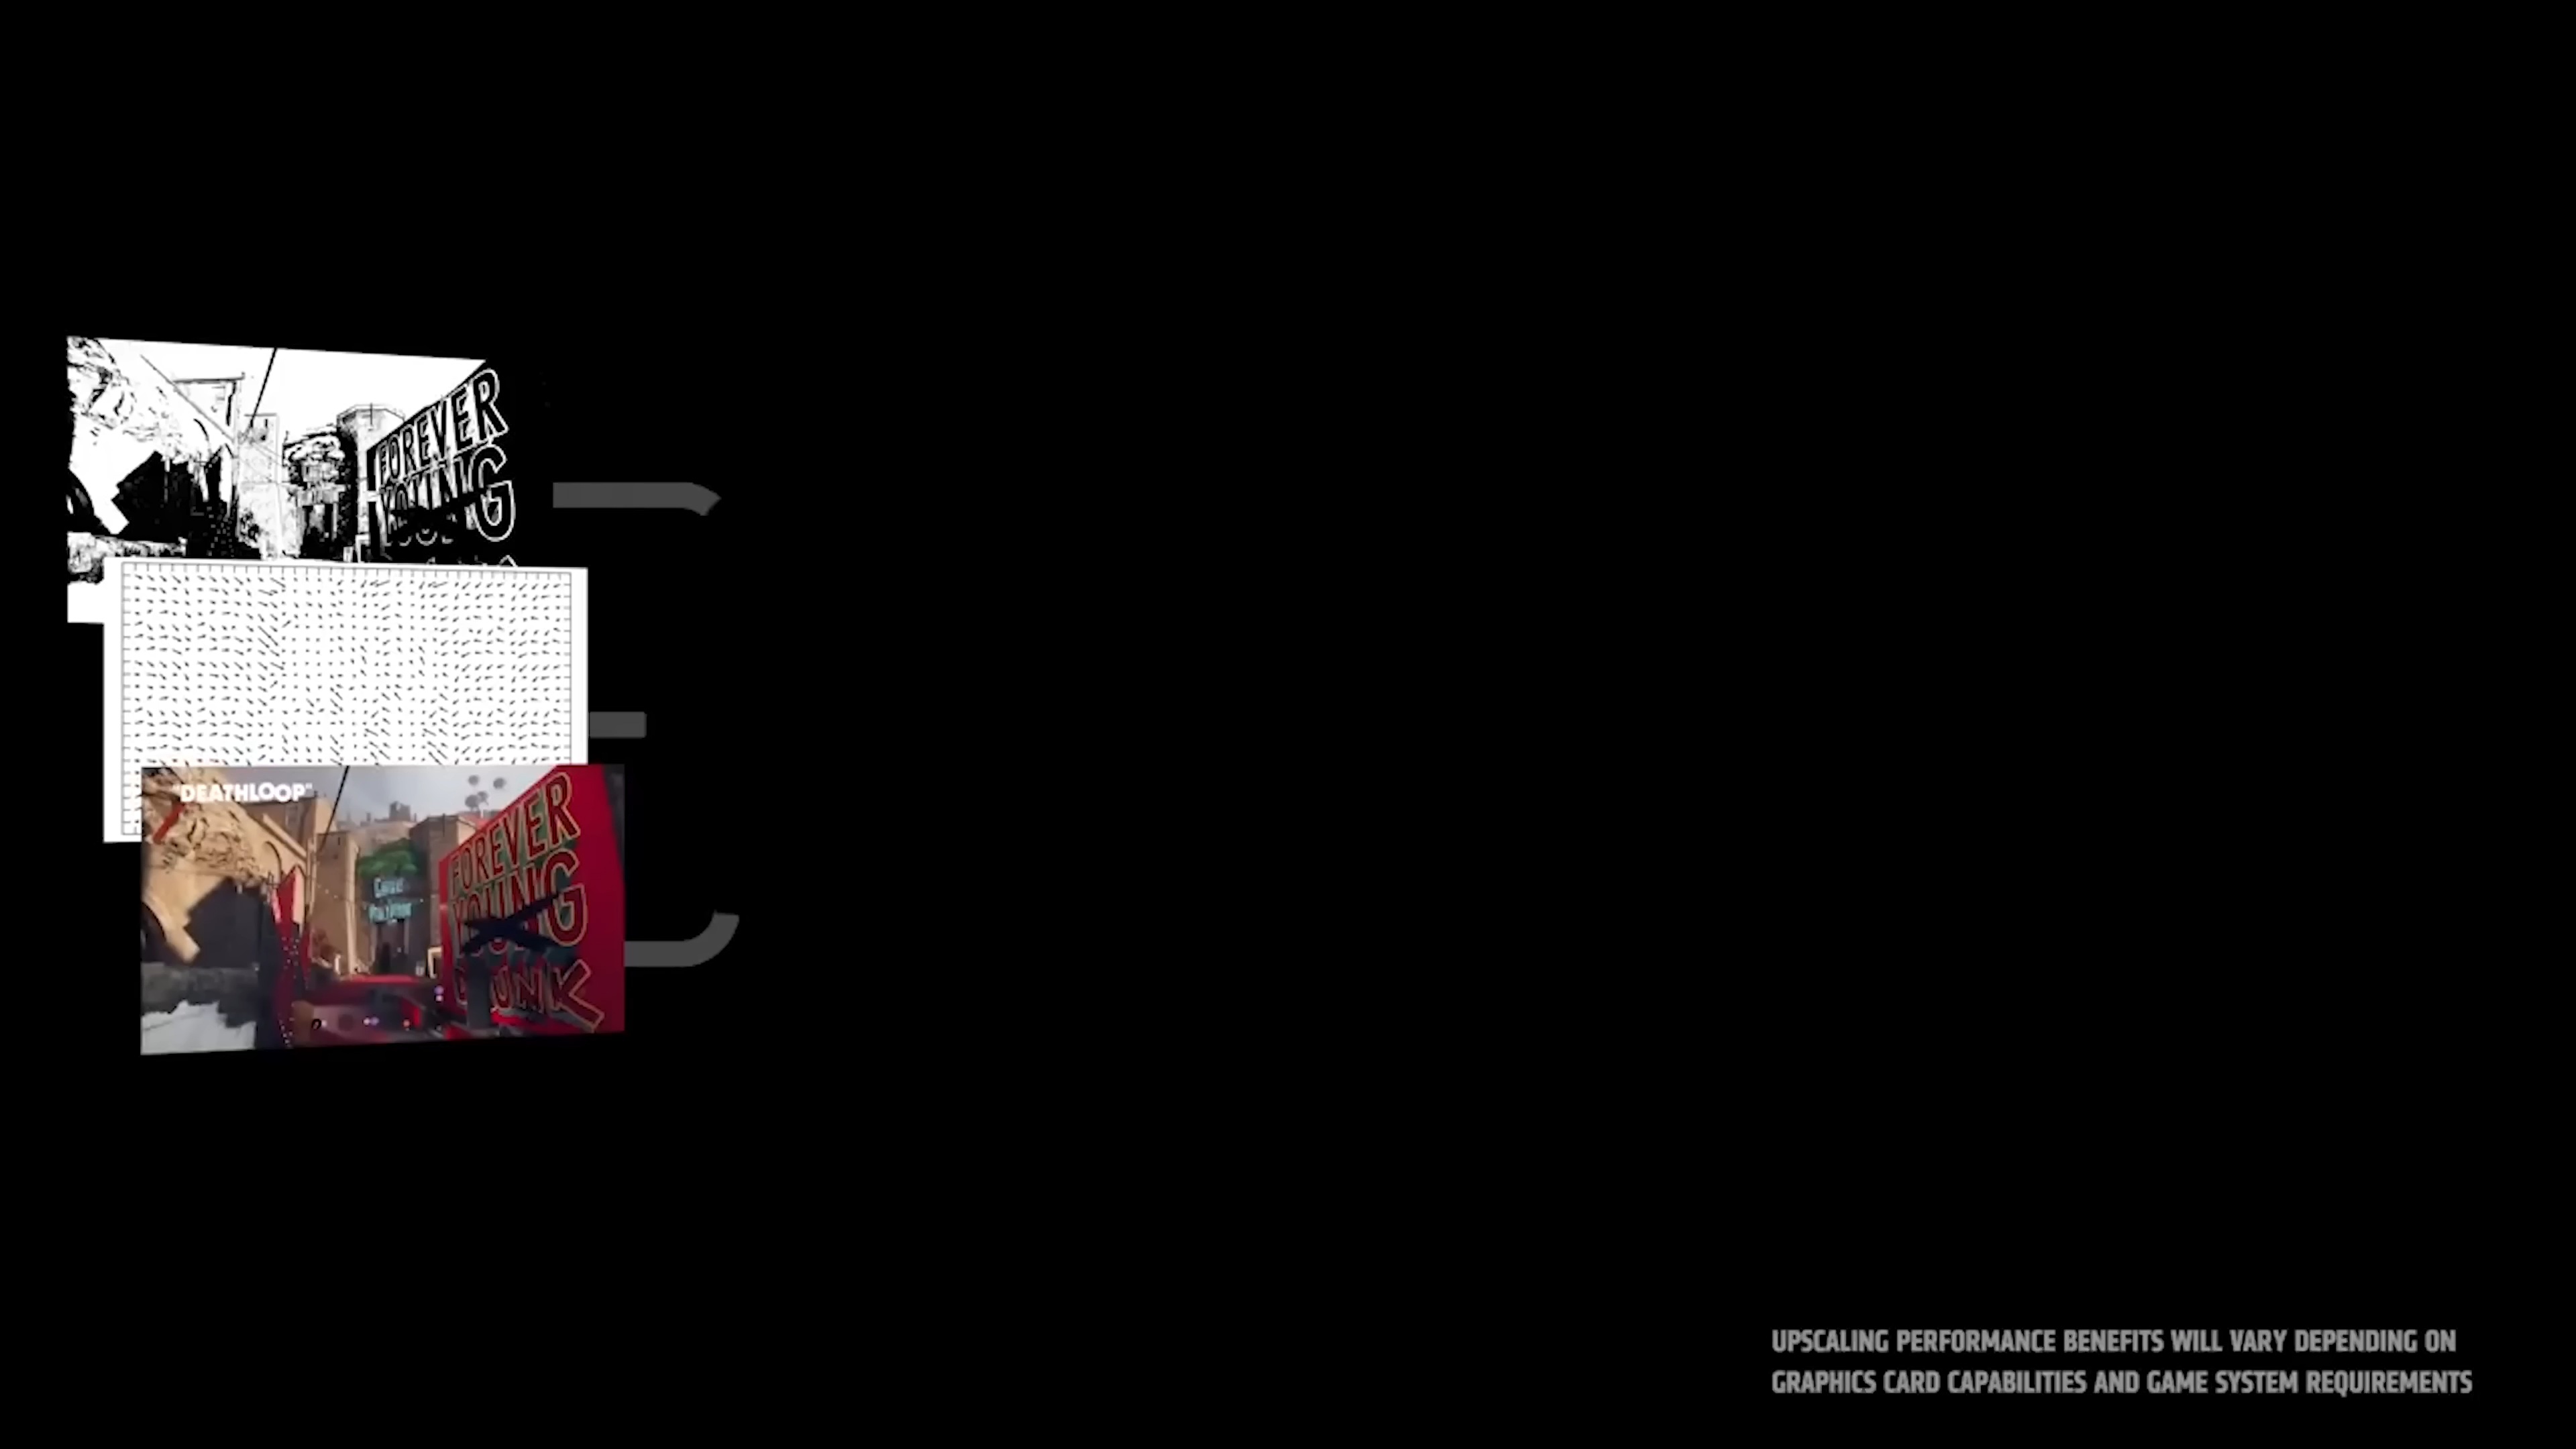 FOREVER
YOUNG
DEATHLOOP
FOREVER
YOUNG
DRUNK
UPSCALING PERFORMANCE BENEFITS WILL VARY DEPENDING ON
GRAPHICS CARD CAPABILITIES AND GAME SYSTEM REQUIREMENTS